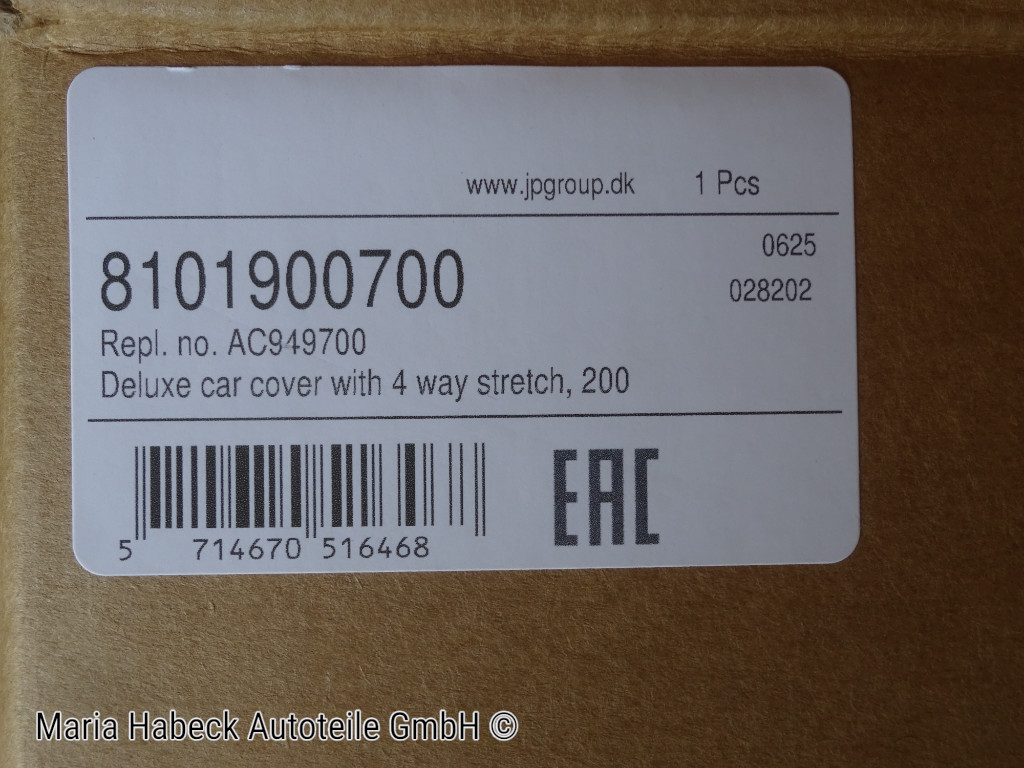 www.jpgroup.dk 1 Pcs
8101900700 0625
028202
Repl. no. AC949700
Deluxe car cover with 4 way stretch, 200
5 714670 516468
EAC
Maria Habeck Autoteile GmbH ©